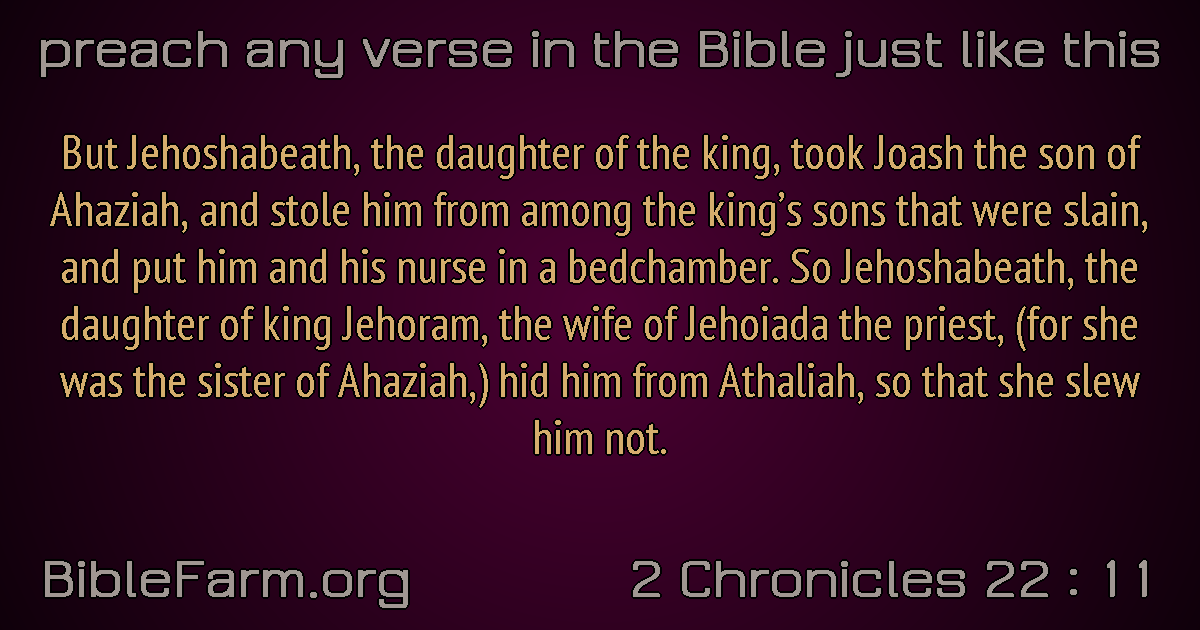 preach any verse in the Bible just like this
But Jehoshabeath, the daughter of the king, took Joash the son of
Ahaziah, and stole him from among the king’s sons that were slain,
and put him and his nurse in a bedchamber. So Jehoshabeath, the
daughter of king Jehoram, the wife of Jehoiada the priest, (for she
was the sister of Ahaziah,) hid him from Athaliah, so that she slew
him not.
BibleFarm.org
2 Chronicles 22 : 11